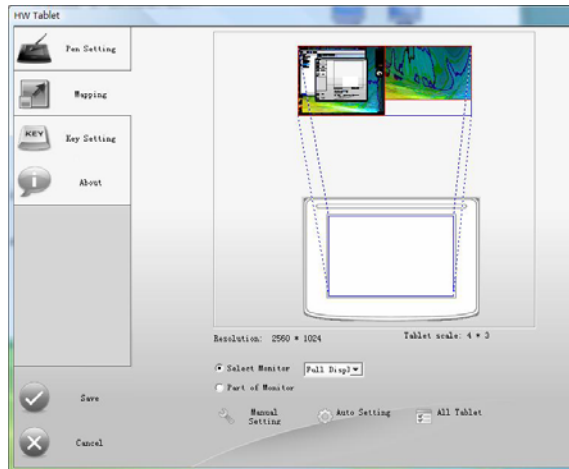 HW Tablet
Pen Setting
Mapping
KEY
Key Setting
i
About
Resolution: 2560 * 1024
Tablet scale: 4 * 3
Select Monitor
Full Displ
Part of Monitor
Manual
Setting
Auto Setting
All Tablet
Save
Cancel